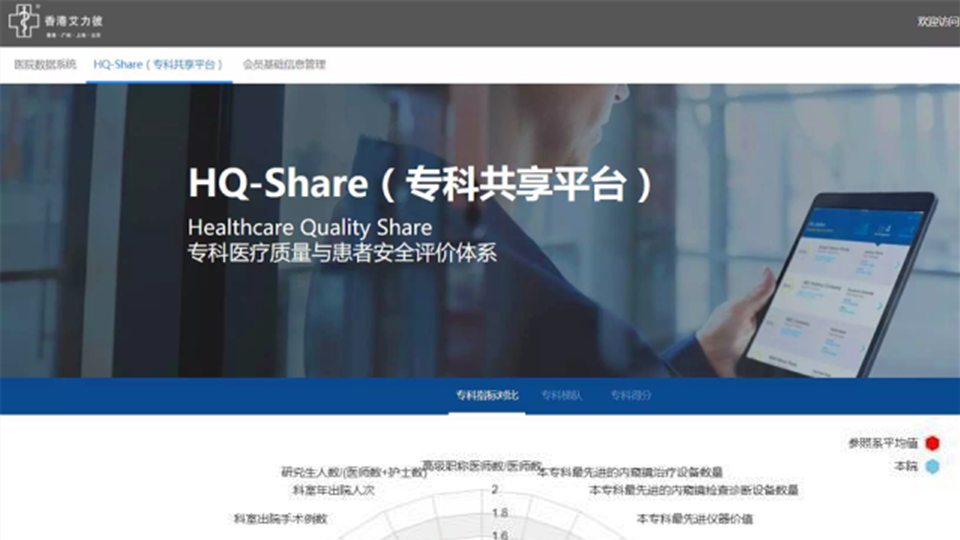 香港艾力彼
香港·广州·上海·北京
欢迎访问
医院数据系统 HQ-Share（专科共享平台） 会员基础信息管理
HQ-Share（专科共享平台）
Healthcare Quality Share
专科医疗质量与患者安全评价体系
专科指标对比 专科梯队 专科得分
参照系平均值
本院
高级职称医师数/医师数
研究生人数/(医师数+护士数)
本专科最先进的内窥镜治疗设备数量
科室年出院人次
2
本专科最先进的内窥镜检查诊断设备数量
科室出院手术例数
1.8
本专科最先进仪器价值
1.6